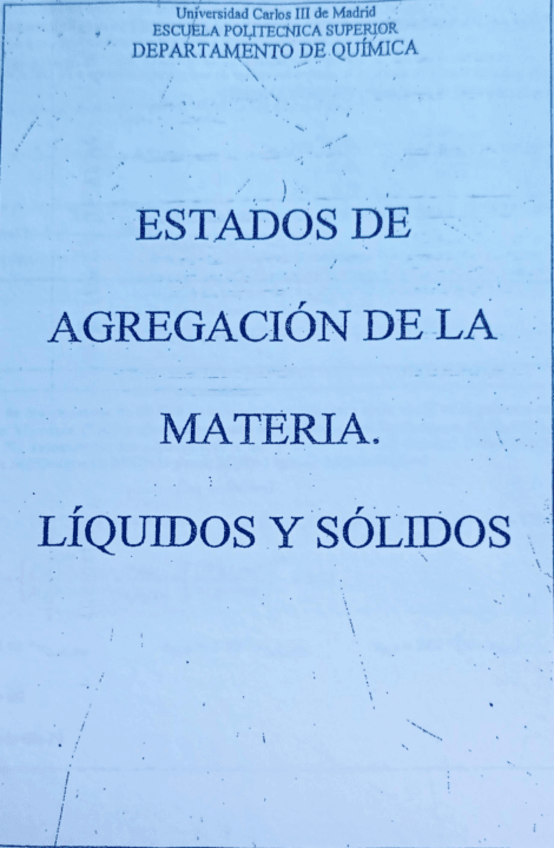 Universidad Carlos III de Madrid
ESCUELA POLITECNICA SUPERIOR
DEPARTAMENTO DE QUÍMICA
ESTADOS DE
AGREGACIÓN DE LA
MATERIA.
LÍQUIDOS Y SÓLIDOS